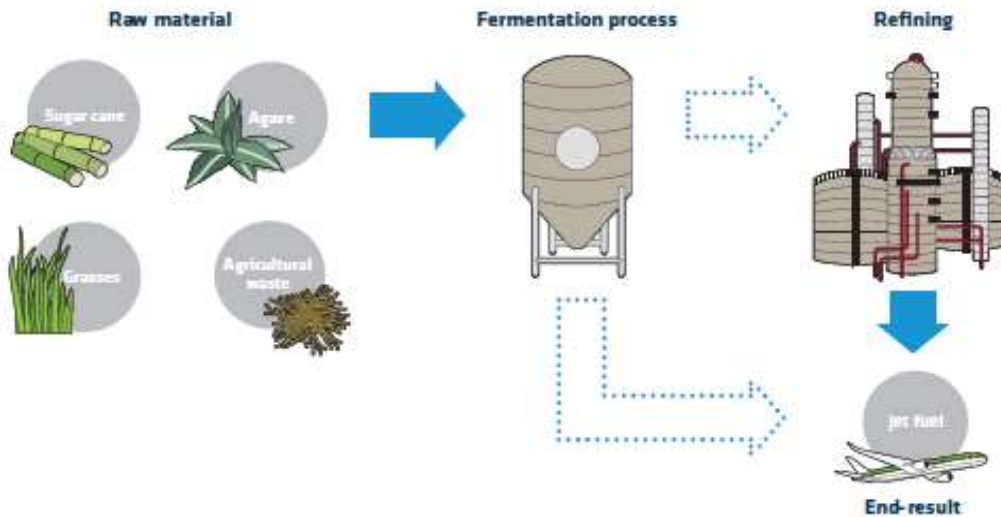 Raw material
Fermentation process
Refining
Sugar cane
Agave
Grasses
Agricultural
waste
Jet fuel
End-result